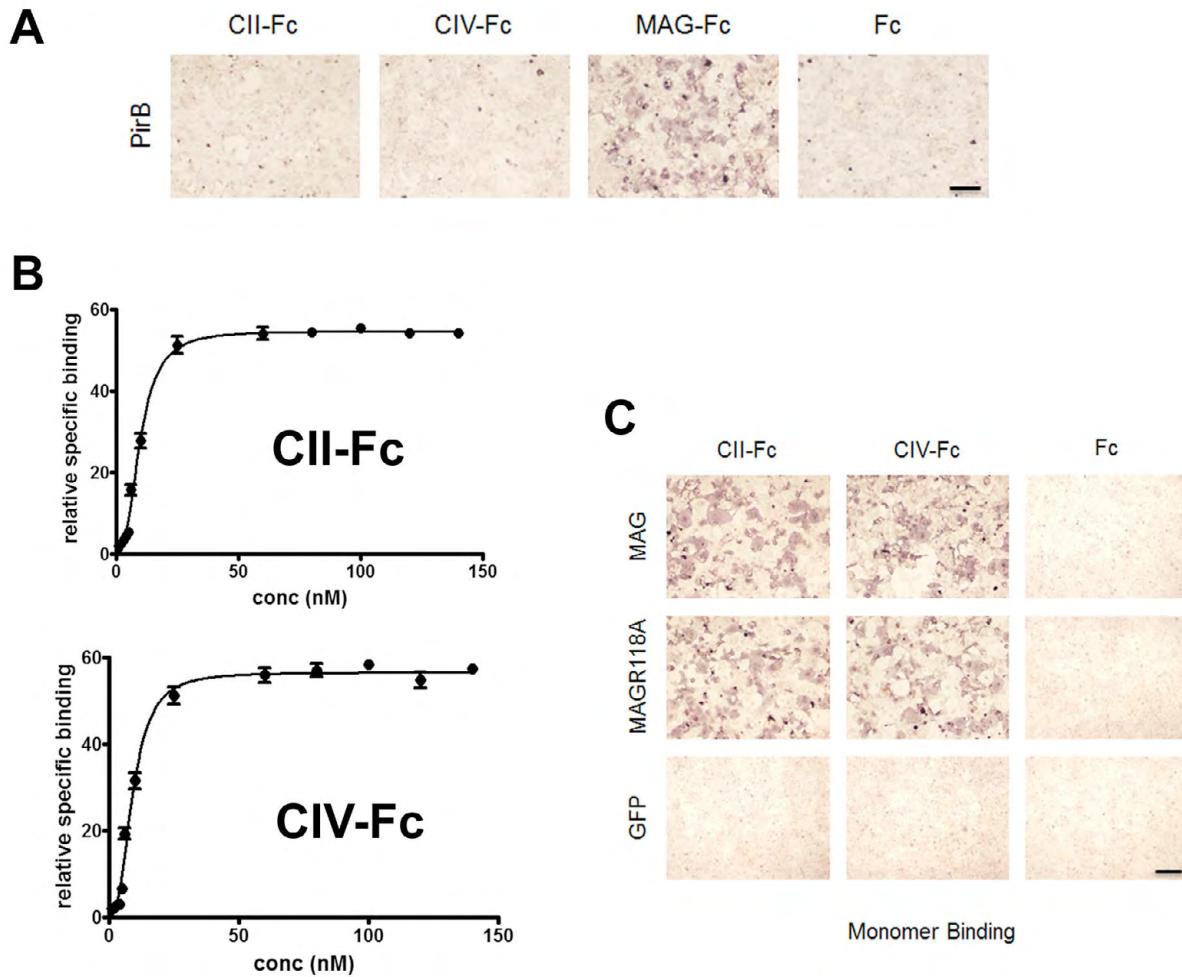 A
CII-Fc CIV-Fc MAG-Fc Fc
PirB
B
60
40
20
0
relative specific binding
CII-Fc
0 50 100 150
conc (nM)
60
40
20
0
relative specific binding
CIV-Fc
0 50 100 150
conc (nM)
C
CII-Fc CIV-Fc Fc
MAG
MAGR118A
GFP
Monomer Binding